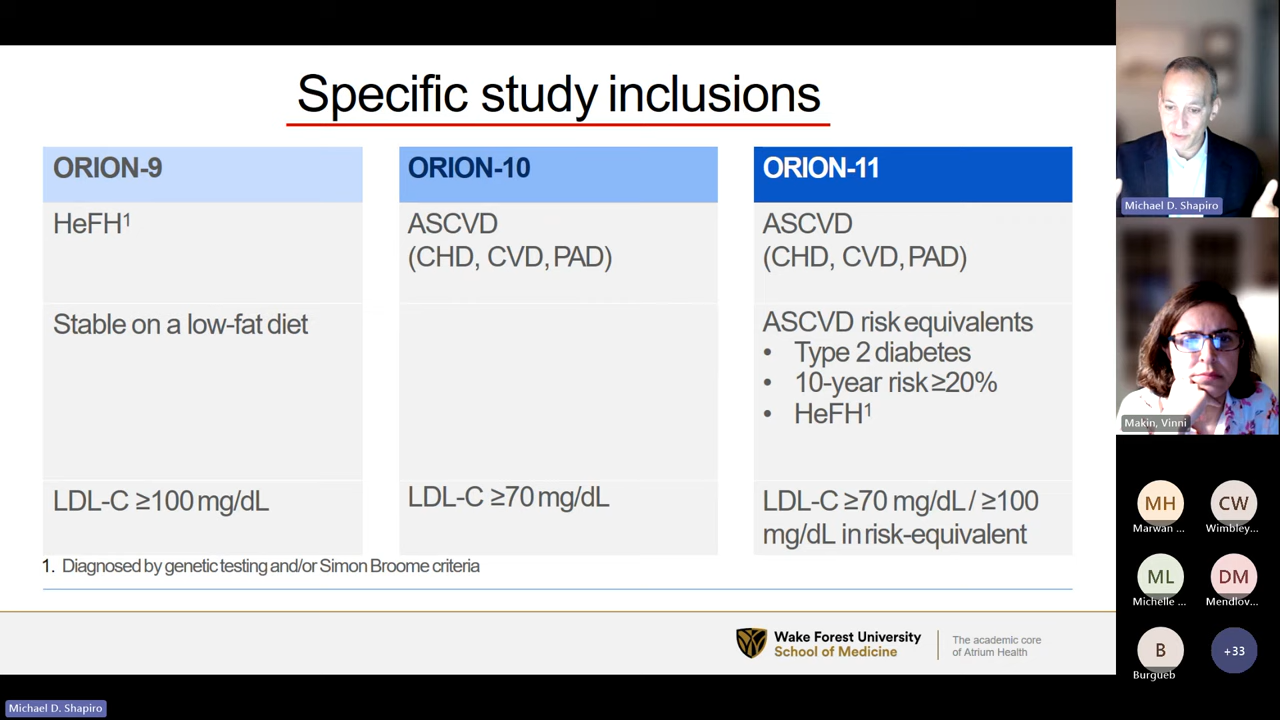 Specific study inclusions
ORION-9
HeFH1
Stable on a low-fat diet
LDL-C ≥100 mg/dL
ORION-10
ASCVD
(CHD, CVD, PAD)
LDL-C ≥70 mg/dL
ORION-11
ASCVD
(CHD, CVD, PAD)
ASCVD risk equivalents
• Type 2 diabetes
• 10-year risk ≥20%
• HeFH1
LDL-C ≥70 mg/dL / ≥100
mg/dL in risk-equivalent
1. Diagnosed by genetic testing and/or Simon Broome criteria
Wake Forest University
School of Medicine
The academic core
of Atrium Health
Michael D. Shapiro
Makin, Vinni
MH
Marwan ...
CW
Wimbley...
ML
Michelle ...
DM
Mendlov...
B
Burgueb
+33
Michael D. Shapiro